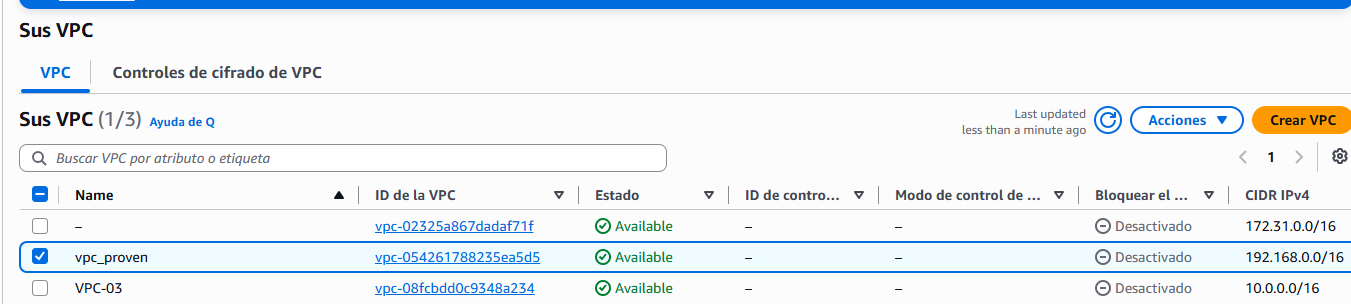 Sus VPC
VPC Controles de cifrado de VPC
Sus VPC (1/3) Ayuda de Q Last updated less than a minute ago Acciones Crear VPC
Buscar VPC por atributo o etiqueta 1
Name ID de la VPC Estado ID de contro... Modo de control de ... Bloquear el ... CIDR IPv4
– vpc-02325a867dadaf71f Available – – Desactivado 172.31.0.0/16
vpc_proven vpc-054261788235ea5d5 Available – – Desactivado 192.168.0.0/16
VPC-03 vpc-08fcbdd0c9348a234 Available – – Desactivado 10.0.0.0/16